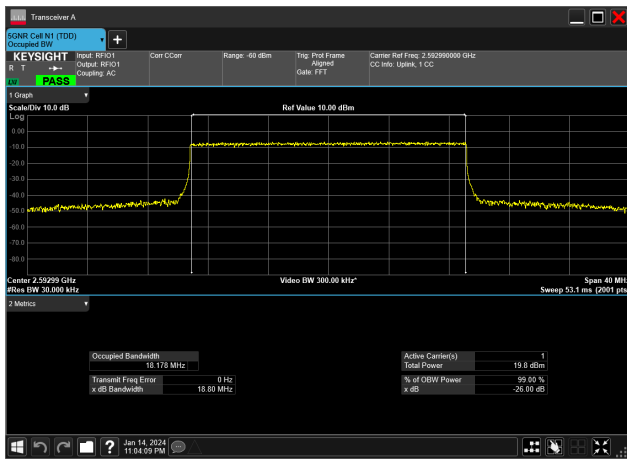 Transceiver A
5GNR Cell N1 (TDD)
Occupied BW
KEYSIGHT
R T
PASS
Input: RFIO1
Output: RFIO1
Coupling: AC
Corr CCorr
Range: -60 dBm
Trig: Prot Frame
Aligned
Gate: FFT
Carrier Ref Freq: 2.592990000 GHz
CC Info: Uplink, 1 CC
1 Graph
Scale/Div 10.0 dB
Ref Value 10.00 dBm
Log
0.00
-10.0
-20.0
-30.0
-40.0
-50.0
-60.0
-70.0
-80.0
Center 2.59299 GHz
Video BW 300.00 kHz*
Span 40 MHz
#Res BW 30.000 kHz
Sweep 53.1 ms (2001 pts
2 Metrics
Occupied Bandwidth
18.178 MHz
Transmit Freq Error 0 Hz
x dB Bandwidth 18.80 MHz
Active Carrier(s) 1
Total Power 19.8 dBm
% of OBW Power 99.00 %
x dB -26.00 dB
Jan 14, 2024
11:04:09 PM